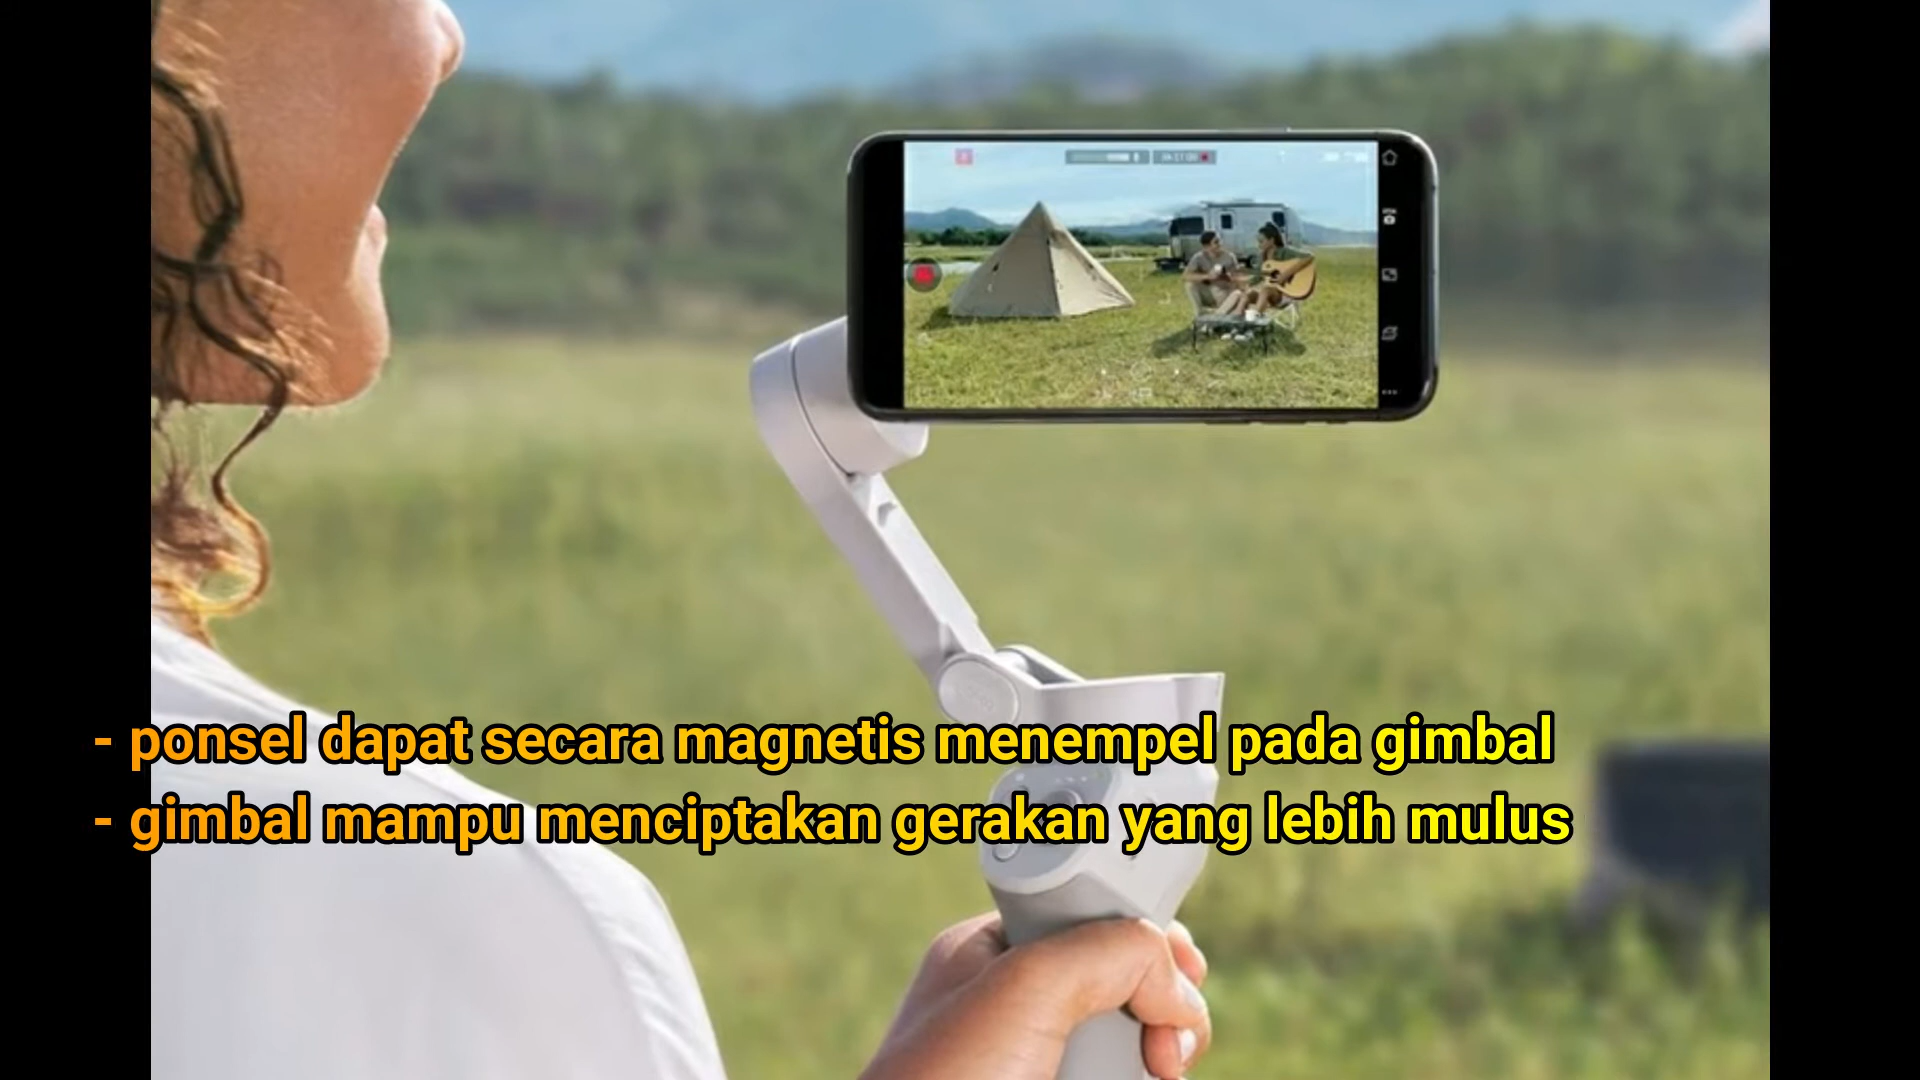 - ponsel dapat secara magnetis menempel pada gimbal
- gimbal mampu menciptakan gerakan yang lebih mulus